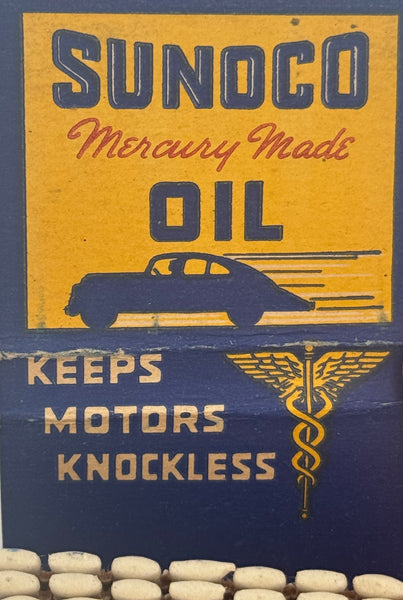 SUNOCO
Mercury Made
OIL
KEEPS
MOTORS
KNOCKLESS